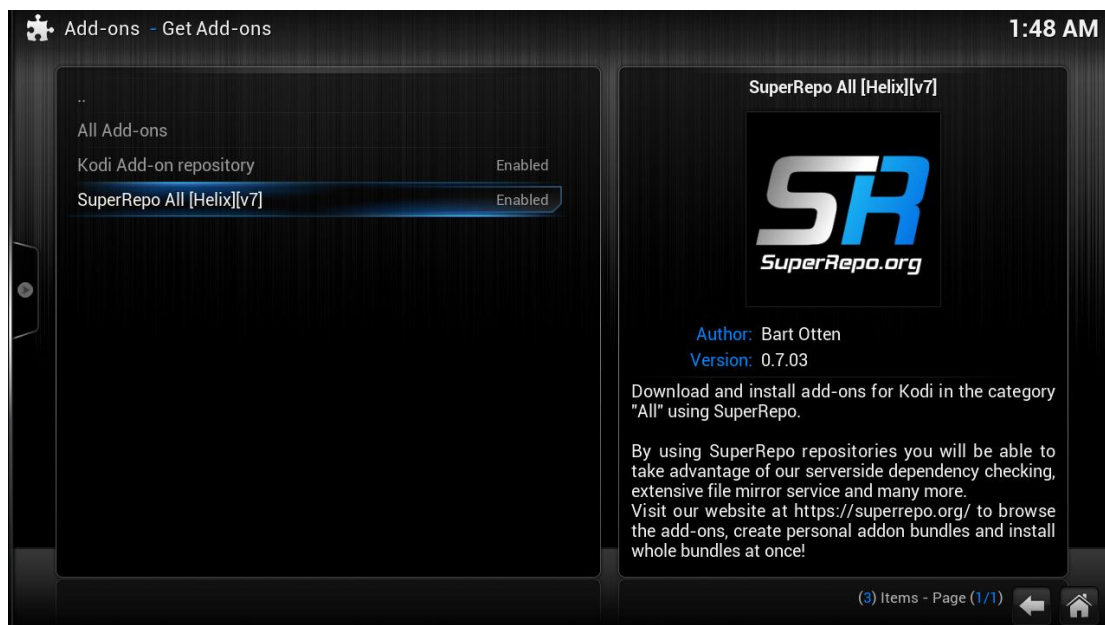 Add-ons - Get Add-ons
1:48 AM
..
All Add-ons
Kodi Add-on repository Enabled
SuperRepo All [Helix][v7] Enabled
SuperRepo All [Helix][v7]
SR
SuperRepo.org
Author: Bart Otten
Version: 0.7.03
Download and install add-ons for Kodi in the category
"All" using SuperRepo.
By using SuperRepo repositories you will be able to
take advantage of our serverside dependency checking,
extensive file mirror service and many more.
Visit our website at https://superrepo.org/ to browse
the add-ons, create personal addon bundles and install
whole bundles at once!
(3) Items - Page (1/1)